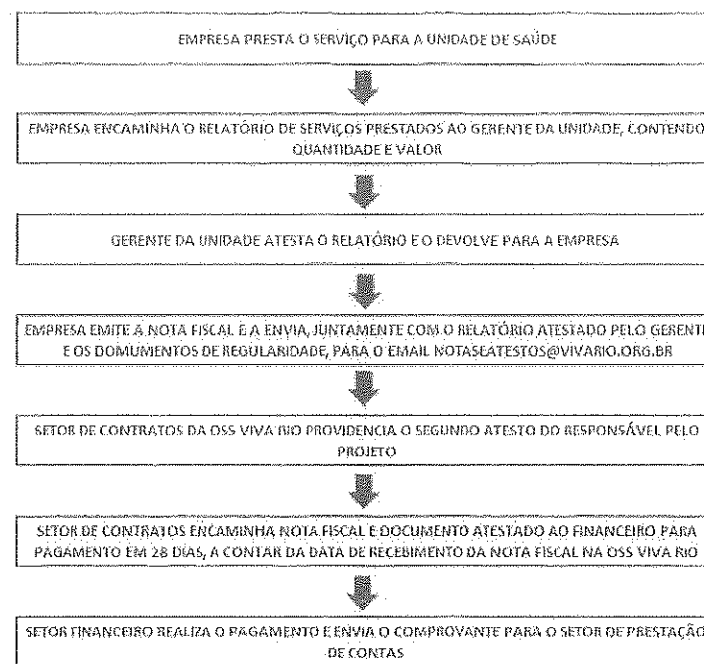 EMPRESA PRESTA O SERVIÇO PARA A UNIDADE DE SAÚDE
EMPRESA ENCAMINHA O RELATÓRIO DE SERVIÇOS PRESTADOS AO GERENTE DA UNIDADE, CONTENDO
QUANTIDADE E VALOR
GERENTE DA UNIDADE ATESTA O RELATÓRIO E O DEVOLVE PARA A EMPRESA
EMPRESA EMITE A NOTA FISCAL E A ENVIA, JUNTAMENTE COM O RELATÓRIO ATESTADO PELO GERENTE
E OS DOMUMENTOS DE REGULARIDADE, PARA O EMAIL NOTASEATESTOS@VIVARIO.ORG.BR
SETOR DE CONTRATOS DA OSS VIVA RIO PROVIDENCIA O SEGUNDO ATESTO DO RESPONSÁVEL PELO
PROJETO
SETOR DE CONTRATOS ENCAMINHA NOTA FISCAL E DOCUMENTO ATESTADO AO FINANCEIRO PARA
PAGAMENTO EM 28 DIAS, A CONTAR DA DATA DE RECEBIMENTO DA NOTA FISCAL NA OSS VIVA RIO
SETOR FINANCEIRO REALIZA O PAGAMENTO E ENVIA O COMPROVANTE PARA O SETOR DE PRESTAÇÃO
DE CONTAS